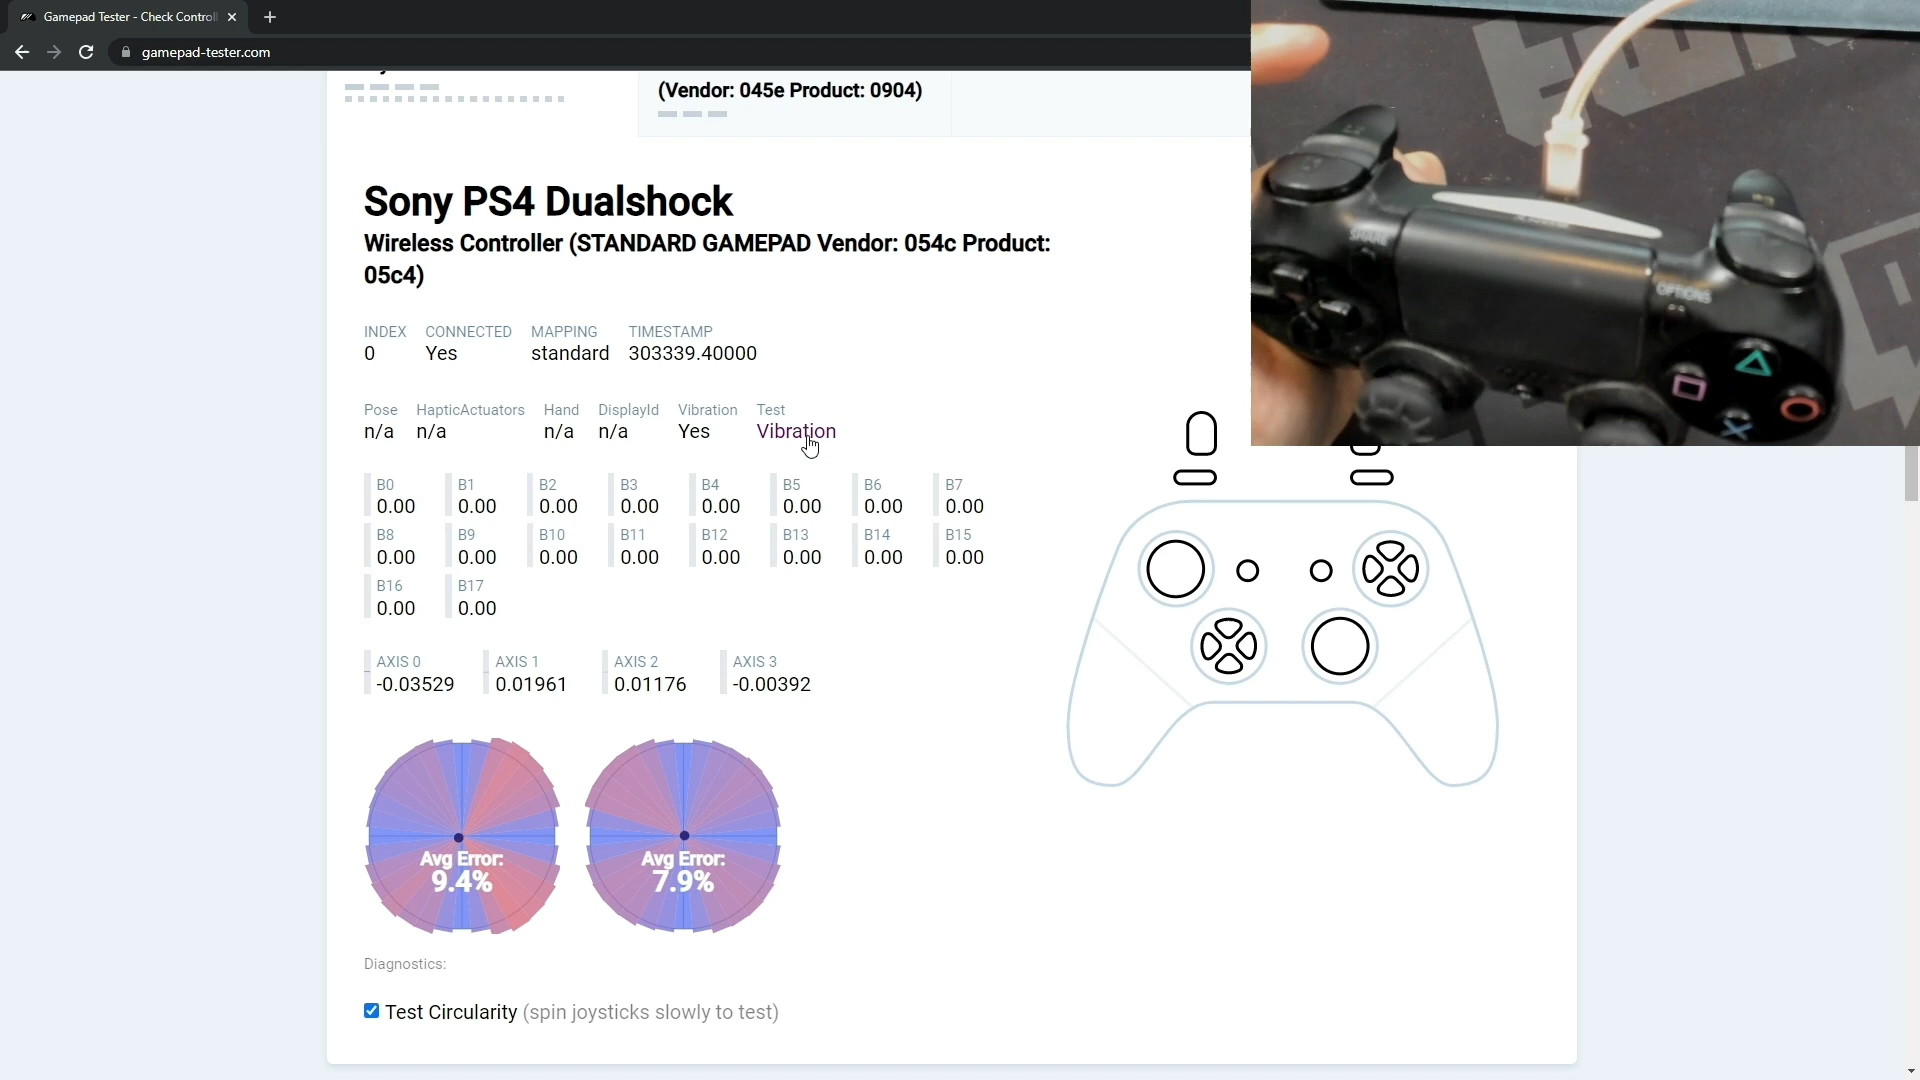 Gamepad Tester - Check Controll
gamepad-tester.com
(Vendor: 045e Product: 0904)
Sony PS4 Dualshock
Wireless Controller (STANDARD GAMEPAD Vendor: 054c Product:
05c4)
INDEX CONNECTED MAPPING TIMESTAMP
0 Yes standard 303339.40000
Pose HapticActuators Hand DisplayId Vibration Test
n/a n/a n/a n/a Yes Vibration
B0 B1 B2 B3 B4 B5 B6 B7
0.00 0.00 0.00 0.00 0.00 0.00 0.00 0.00
B8 B9 B10 B11 B12 B13 B14 B15
0.00 0.00 0.00 0.00 0.00 0.00 0.00 0.00
B16 B17
0.00 0.00
AXIS 0 AXIS 1 AXIS 2 AXIS 3
-0.03529 0.01961 0.01176 -0.00392
Avg Error: Avg Error:
9.4% 7.9%
Diagnostics:
Test Circularity (spin joysticks slowly to test)
SHARE
OPTIONS